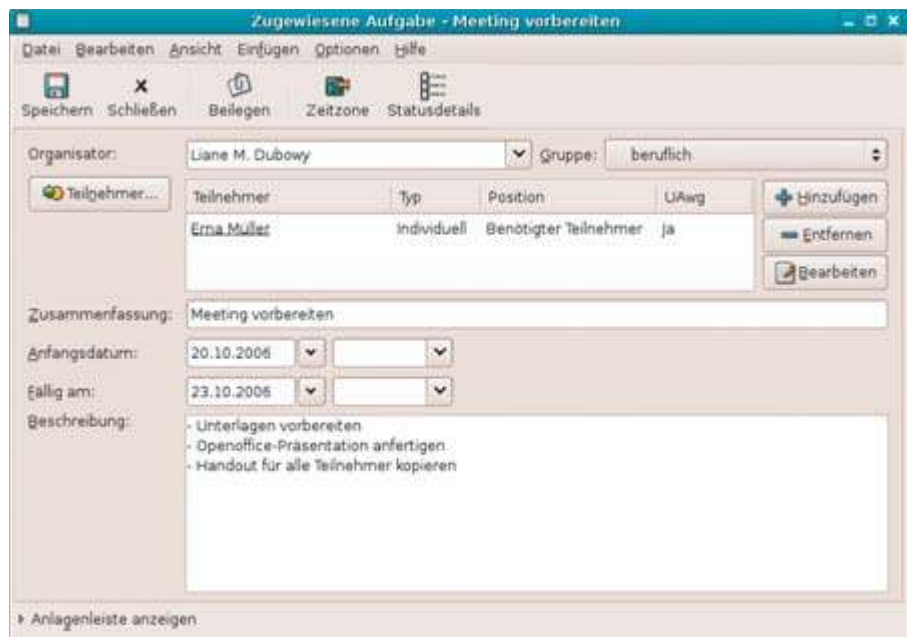 Zugewiesene Aufgabe - Meeting vorbereiten
Datei Bearbeiten Ansicht Einfügen Optionen Hilfe
Speichern Schließen Beilegen Zeitzone Statusdetails
Organisator: Liane M. Dubowy Gruppe: beruflich
Teilnehmer... Teilnehmer Typ Position UAwg Hinzufügen
Erna Müller Individuell Benötigter Teilnehmer Ja Entfernen
Bearbeiten
Zusammenfassung: Meeting vorbereiten
Anfangsdatum: 20.10.2006
Fällig am: 23.10.2006
Beschreibung: - Unterlagen vorbereiten
- Openoffice-Präsentation anfertigen
- Handout für alle Teilnehmer kopieren
Anlagenleiste anzeigen